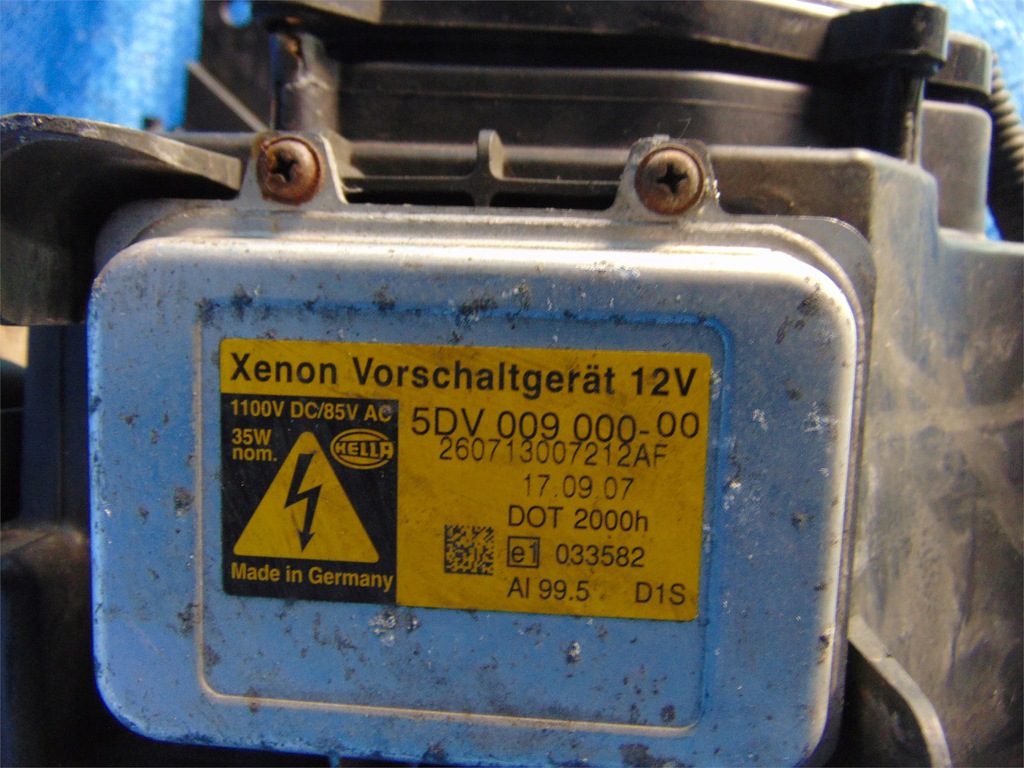 Xenon Vorschaltgerät 12V
1100V DC/85V AC
35W
nom.
HELLA
Made in Germany
5DV 009 000-00
260713007212AF
17.09.07
DOT 2000h
e1 033582
Al 99.5 D1S